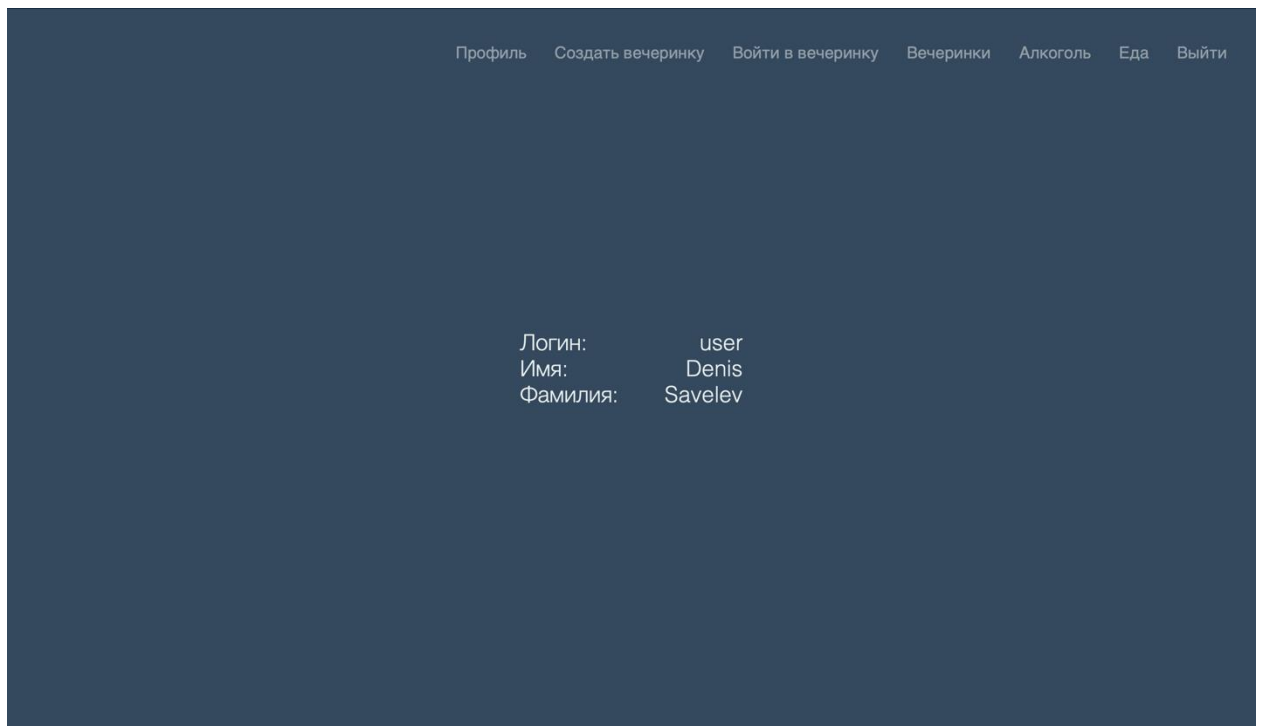 Профиль Создать вечеринку Войти в вечеринку Вечеринки Алкоголь Еда Выйти
Логин: user
Имя: Denis
Фамилия: Savelev